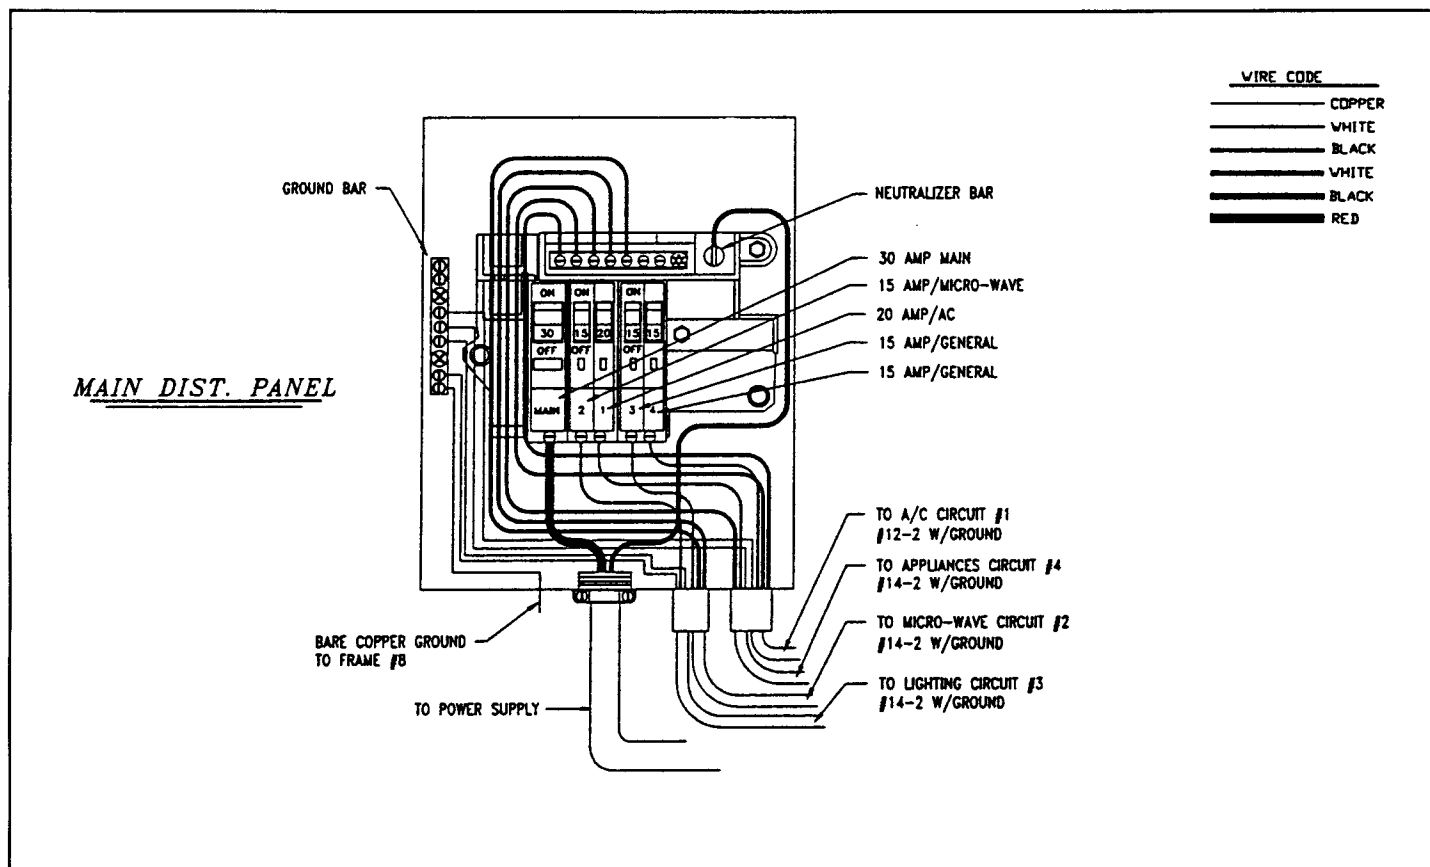 WIRE CODE
COPPER
WHITE
BLACK
WHITE
BLACK
RED
GROUND BAR
NEUTRALIZER BAR
30 AMP MAIN
15 AMP/MICRO-WAVE
20 AMP/AC
15 AMP/GENERAL
15 AMP/GENERAL
MAIN DIST. PANEL
ON ON ON
30 15 20 15 15
OFF OFF OFF
MAIN 2 1 3 4
TO A/C CIRCUIT #1
#12-2 W/GROUND
TO APPLIANCES CIRCUIT #4
#14-2 W/GROUND
TO MICRO-WAVE CIRCUIT #2
#14-2 W/GROUND
TO LIGHTING CIRCUIT #3
#14-2 W/GROUND
BARE COPPER GROUND
TO FRAME #8
TO POWER SUPPLY